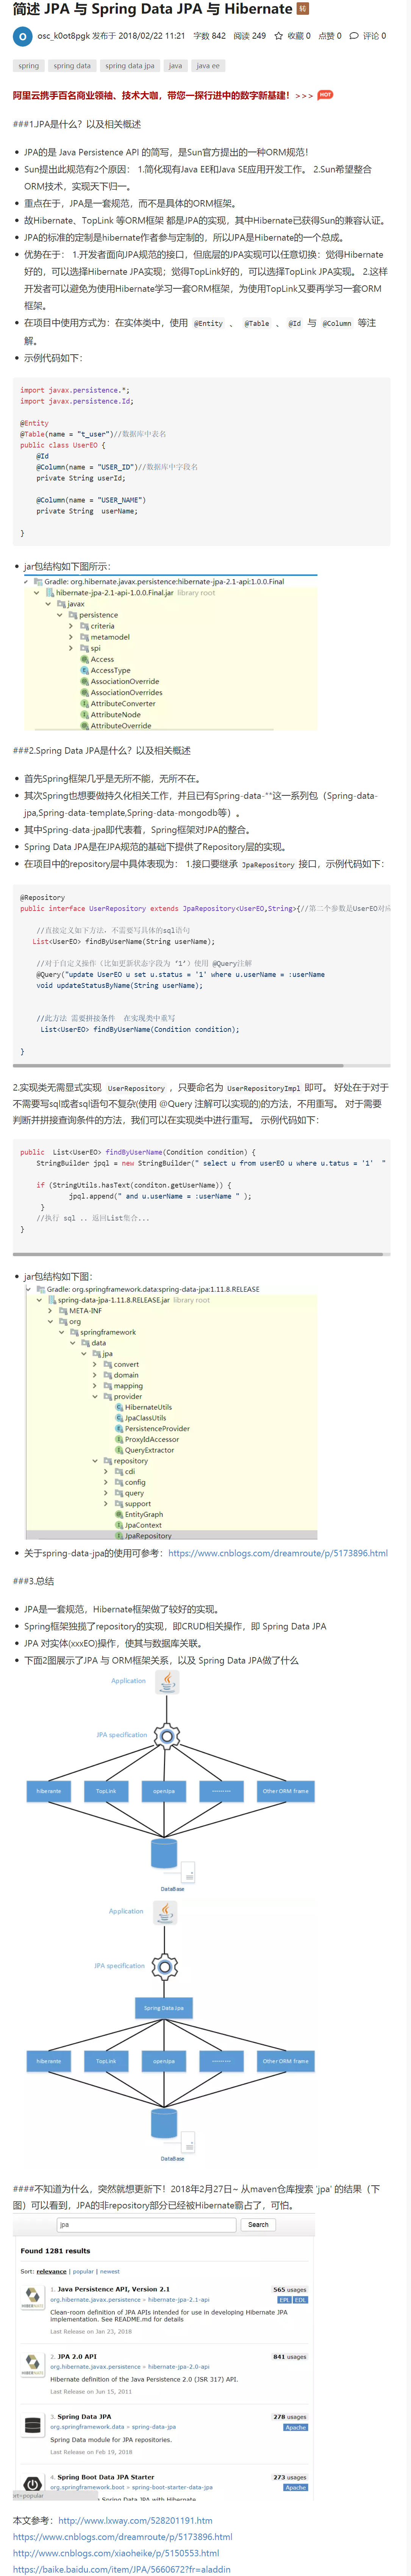 简述 JPA 与 Spring Data JPA 与 Hibernate 转
O osc_k0ot8pgk 发布于 2018/02/22 11:21 字数 842 阅读 249 收藏 0 点赞 0 评论 0
spring spring data spring data jpa java java ee
阿里云携手百名商业领袖、技术大咖，带您一探行进中的数字新基建！>>> HOT
###1.JPA是什么？以及相关概述
JPA的是 Java Persistence API 的简写，是Sun官方提出的一种ORM规范！
Sun提出此规范有2个原因： 1.简化现有Java EE和Java SE应用开发工作。 2.Sun希望整合
ORM技术，实现天下归一。
重点在于，JPA是一套规范，而不是具体的ORM框架。
故Hibernate、TopLink 等ORM框架 都是JPA的实现，其中Hibernate已获得Sun的兼容认证。
JPA的标准的定制是hibernate作者参与定制的，所以JPA是Hibernate的一个总成。
优势在于： 1.开发者面向JPA规范的接口，但底层的JPA实现可以任意切换：觉得Hibernate
好的，可以选择Hibernate JPA实现；觉得TopLink好的，可以选择TopLink JPA实现。 2.这样
开发者可以避免为使用Hibernate学习一套ORM框架，为使用TopLink又要再学习一套ORM
框架。
在项目中使用方式为：在实体类中，使用 @Entity 、 @Table 、 @Id 与 @Column 等注
解。
示例代码如下：
import javax.persistence.*;
import javax.persistence.Id;
@Entity
@Table(name = "t_user")//数据库中表名
public class UserEO {
@Id
@Column(name = "USER_ID")//数据库中字段名
private String userId;
@Column(name = "USER_NAME")
private String userName;
}
jar包结构如下图所示：
Gradle: org.hibernate.javax.persistence:hibernate-jpa-2.1-api:1.0.0.Final
hibernate-jpa-2.1-api-1.0.0.Final.jar library root
javax
persistence
criteria
metamodel
spi
Access
AccessType
AssociationOverride
AssociationOverrides
AttributeConverter
AttributeNode
AttributeOverride
###2.Spring Data JPA是什么？以及相关概述
首先Spring框架几乎是无所不能，无所不在。
其次Spring也想要做持久化相关工作，并且已有Spring-data-**这一系列包（Spring-data-
jpa,Spring-data-template,Spring-data-mongodb等）。
其中Spring-data-jpa即代表着，Spring框架对JPA的整合。
Spring Data JPA是在JPA规范的基础下提供了Repository层的实现。
在项目中的repository层中具体表现为： 1.接口要继承 JpaRepository 接口，示例代码如下：
@Repository
public interface UserRepository extends JpaRepository<UserEO,String>{//第二个参数是UserEO对应
//直接定义如下方法，不需要写具体的sql语句
List<UserEO> findByUserName(String userName);
//对于自定义操作（比如更新状态字段为 ‘1’）使用 @Query注解
@Query("update UserEO u set u.status = '1' where u.userName = :userName
void updateStatusByName(String userName);
//此方法 需要拼接条件 在实现类中重写
List<UserEO> findByUserName(Condition condition);
}
2.实现类无需显式实现 UserRepository ，只要命名为 UserRepositoryImpl 即可。 好处在于对于
不需要写sql或者sql语句不复杂(使用 @Query 注解可以实现的)的方法，不用重写。 对于需要
判断并拼接查询条件的方法，我们可以在实现类中进行重写。 示例代码如下：
public List<UserEO> findByUserName(Condition condition) {
StringBuilder jpql = new StringBuilder(" select u from userEO u where u.tatus = '1' "
if (StringUtils.hasText(conditon.getUserName)) {
jpql.append(" and u.userName = :userName " );
}
//执行 sql .. 返回List集合...
}
jar包结构如下图：
Gradle: org.springframework.data:spring-data-jpa:1.11.8.RELEASE
spring-data-jpa-1.11.8.RELEASE.jar library root
META-INF
org
springframework
data
jpa
convert
domain
mapping
provider
HibernateUtils
JpaClassUtils
PersistenceProvider
ProxyIdAccessor
QueryExtractor
repository
cdi
config
query
support
EntityGraph
JpaContext
JpaRepository
关于spring-data-jpa的使用可参考：https://www.cnblogs.com/dreamroute/p/5173896.html
###3.总结
JPA是一套规范，Hibernate框架做了较好的实现。
Spring框架独揽了repository的实现，即CRUD相关操作，即 Spring Data JPA
JPA 对实体(xxxEO)操作，使其与数据库关联。
下面2图展示了JPA 与 ORM框架关系，以及 Spring Data JPA做了什么
Application
JPA specification
hiberante TopLink openjpa --------- Other ORM frame
DataBase
Application
JPA specification
Spring Data Jpa
hiberante TopLink openjpa --------- Other ORM frame
DataBase
####不知道为什么，突然就想更新下！2018年2月27日~ 从maven仓库搜索 ‘jpa’ 的结果（下
图）可以看到，JPA的非repository部分已经被Hibernate霸占了，可怕。
jpa Search
Found 1281 results
Sort: relevance | popular | newest
1. Java Persistence API, Version 2.1 565 usages
org.hibernate.javax.persistence » hibernate-jpa-2.1-api EPL EDL
Clean-room definition of JPA APIs intended for use in developing Hibernate JPA
implementation. See README.md for details
Last Release on Jan 23, 2018
2. JPA 2.0 API 841 usages
org.hibernate.javax.persistence » hibernate-jpa-2.0-api
Hibernate definition of the Java Persistence 2.0 (JSR 317) API.
Last Release on Jun 15, 2011
3. Spring Data JPA 278 usages
org.springframework.data » spring-data-jpa Apache
Spring Data module for JPA repositories.
Last Release on Feb 19, 2018
4. Spring Boot Data JPA Starter 273 usages
org.springframework.boot » spring-boot-starter-data-jpa Apache
rt=popular
本文参考：http://www.lxway.com/528201191.htm
https://www.cnblogs.com/dreamroute/p/5173896.html
http://www.cnblogs.com/xiaoheike/p/5150553.html
https://baike.baidu.com/item/JPA/5660672?fr=aladdin